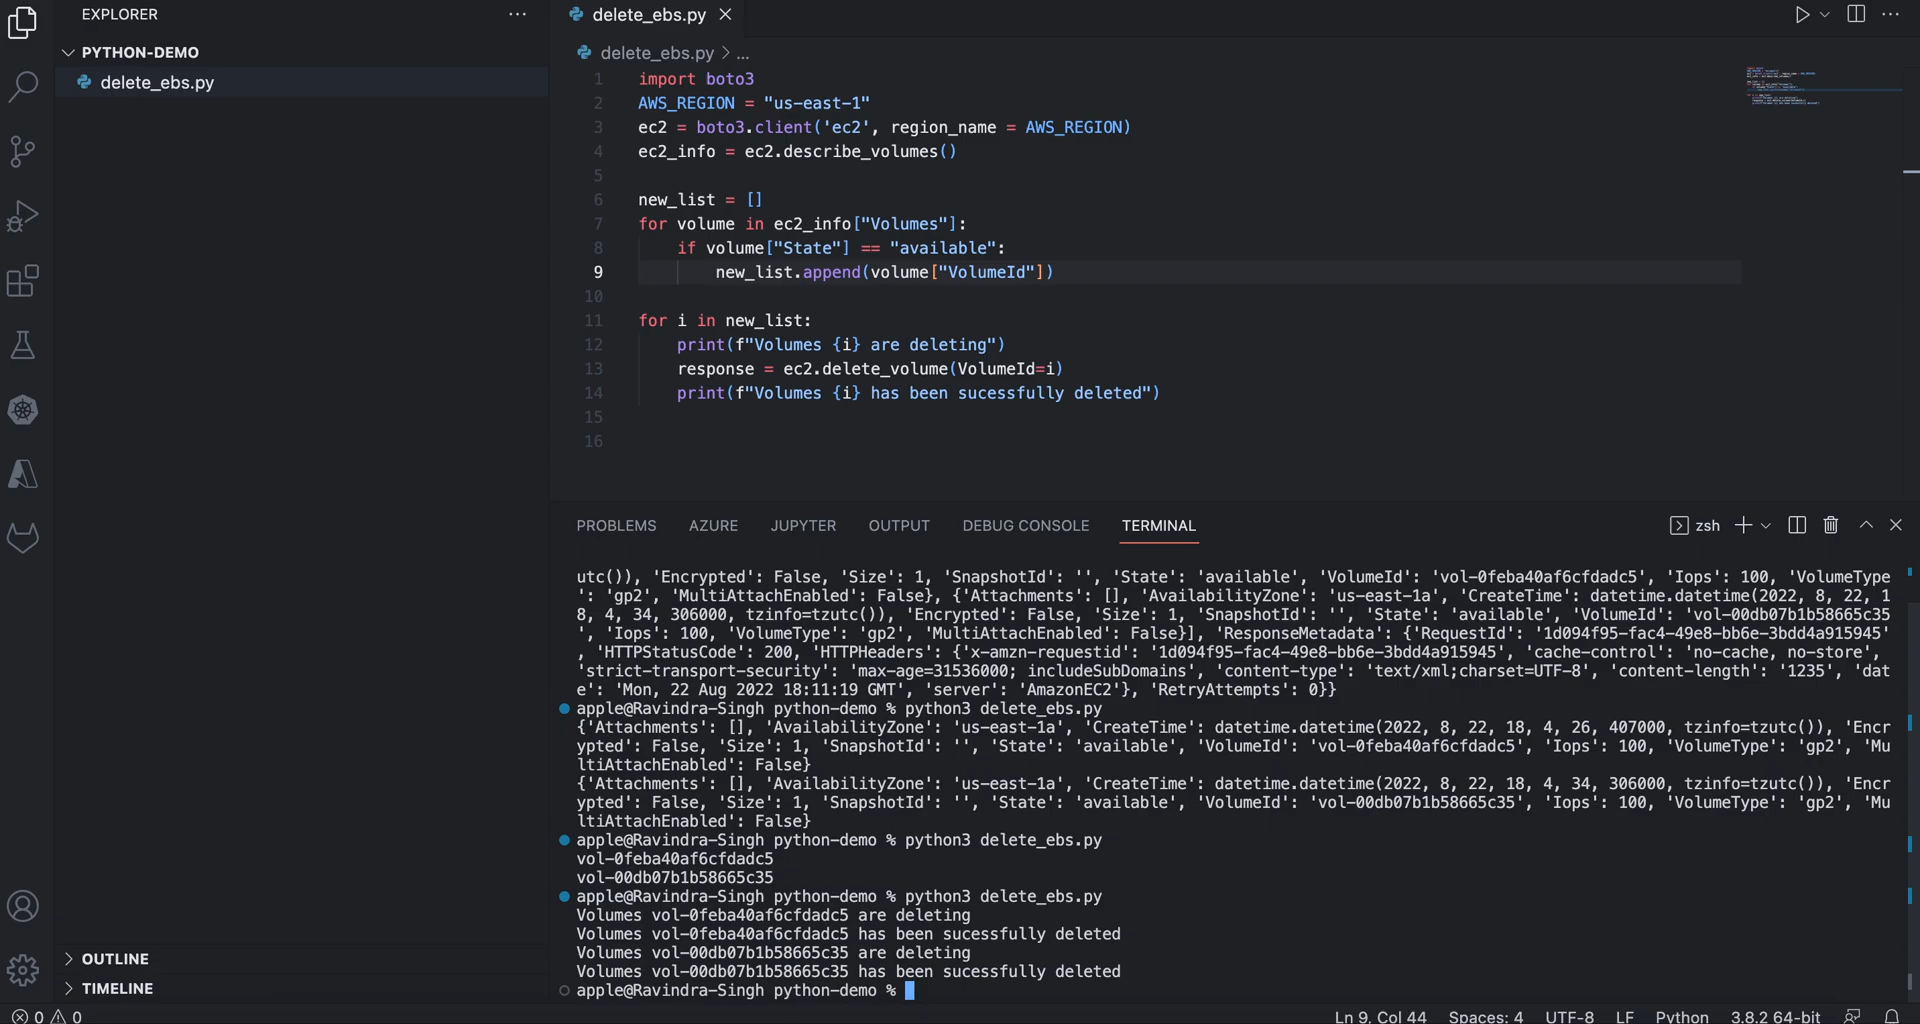 EXPLORER
PYTHON-DEMO
delete_ebs.py
OUTLINE
TIMELINE
delete_ebs.py
delete_ebs.py > ...
1 import boto3
2 AWS_REGION = "us-east-1"
3 ec2 = boto3.client('ec2', region_name = AWS_REGION)
4 ec2_info = ec2.describe_volumes()
5
6 new_list = []
7 for volume in ec2_info["Volumes"]:
8 if volume["State"] == "available":
9 new_list.append(volume["VolumeId"])
10
11 for i in new_list:
12 print(f"Volumes {i} are deleting")
13 response = ec2.delete_volume(VolumeId=i)
14 print(f"Volumes {i} has been sucessfully deleted")
15
16
PROBLEMS AZURE JUPYTER OUTPUT DEBUG CONSOLE TERMINAL zsh
utc()), 'Encrypted': False, 'Size': 1, 'SnapshotId': '', 'State': 'available', 'VolumeId': 'vol-0feba40af6cfdadc5', 'Iops': 100, 'VolumeType
': 'gp2', 'MultiAttachEnabled': False}, {'Attachments': [], 'AvailabilityZone': 'us-east-1a', 'CreateTime': datetime.datetime(2022, 8, 22, 1
8, 4, 34, 306000, tzinfo=tzutc()), 'Encrypted': False, 'Size': 1, 'SnapshotId': '', 'State': 'available', 'VolumeId': 'vol-00db07b1b58665c35
', 'Iops': 100, 'VolumeType': 'gp2', 'MultiAttachEnabled': False}], 'ResponseMetadata': {'RequestId': '1d094f95-fac4-49e8-bb6e-3bdd4a915945'
, 'HTTPStatusCode': 200, 'HTTPHeaders': {'x-amzn-requestid': '1d094f95-fac4-49e8-bb6e-3bdd4a915945', 'cache-control': 'no-cache, no-store',
'strict-transport-security': 'max-age=31536000; includeSubDomains', 'content-type': 'text/xml;charset=UTF-8', 'content-length': '1235', 'dat
e': 'Mon, 22 Aug 2022 18:11:19 GMT', 'server': 'AmazonEC2'}, 'RetryAttempts': 0}}
apple@Ravindra-Singh python-demo % python3 delete_ebs.py
{'Attachments': [], 'AvailabilityZone': 'us-east-1a', 'CreateTime': datetime.datetime(2022, 8, 22, 18, 4, 26, 407000, tzinfo=tzutc()), 'Encr
ypted': False, 'Size': 1, 'SnapshotId': '', 'State': 'available', 'VolumeId': 'vol-0feba40af6cfdadc5', 'Iops': 100, 'VolumeType': 'gp2', 'Mu
ltiAttachEnabled': False}
{'Attachments': [], 'AvailabilityZone': 'us-east-1a', 'CreateTime': datetime.datetime(2022, 8, 22, 18, 4, 34, 306000, tzinfo=tzutc()), 'Encr
ypted': False, 'Size': 1, 'SnapshotId': '', 'State': 'available', 'VolumeId': 'vol-00db07b1b58665c35', 'Iops': 100, 'VolumeType': 'gp2', 'Mu
ltiAttachEnabled': False}
apple@Ravindra-Singh python-demo % python3 delete_ebs.py
vol-0feba40af6cfdadc5
vol-00db07b1b58665c35
apple@Ravindra-Singh python-demo % python3 delete_ebs.py
Volumes vol-0feba40af6cfdadc5 are deleting
Volumes vol-0feba40af6cfdadc5 has been sucessfully deleted
Volumes vol-00db07b1b58665c35 are deleting
Volumes vol-00db07b1b58665c35 has been sucessfully deleted
apple@Ravindra-Singh python-demo %
0 0 Ln 9, Col 44 Spaces: 4 UTF-8 LF Python 3.8.2 64-bit